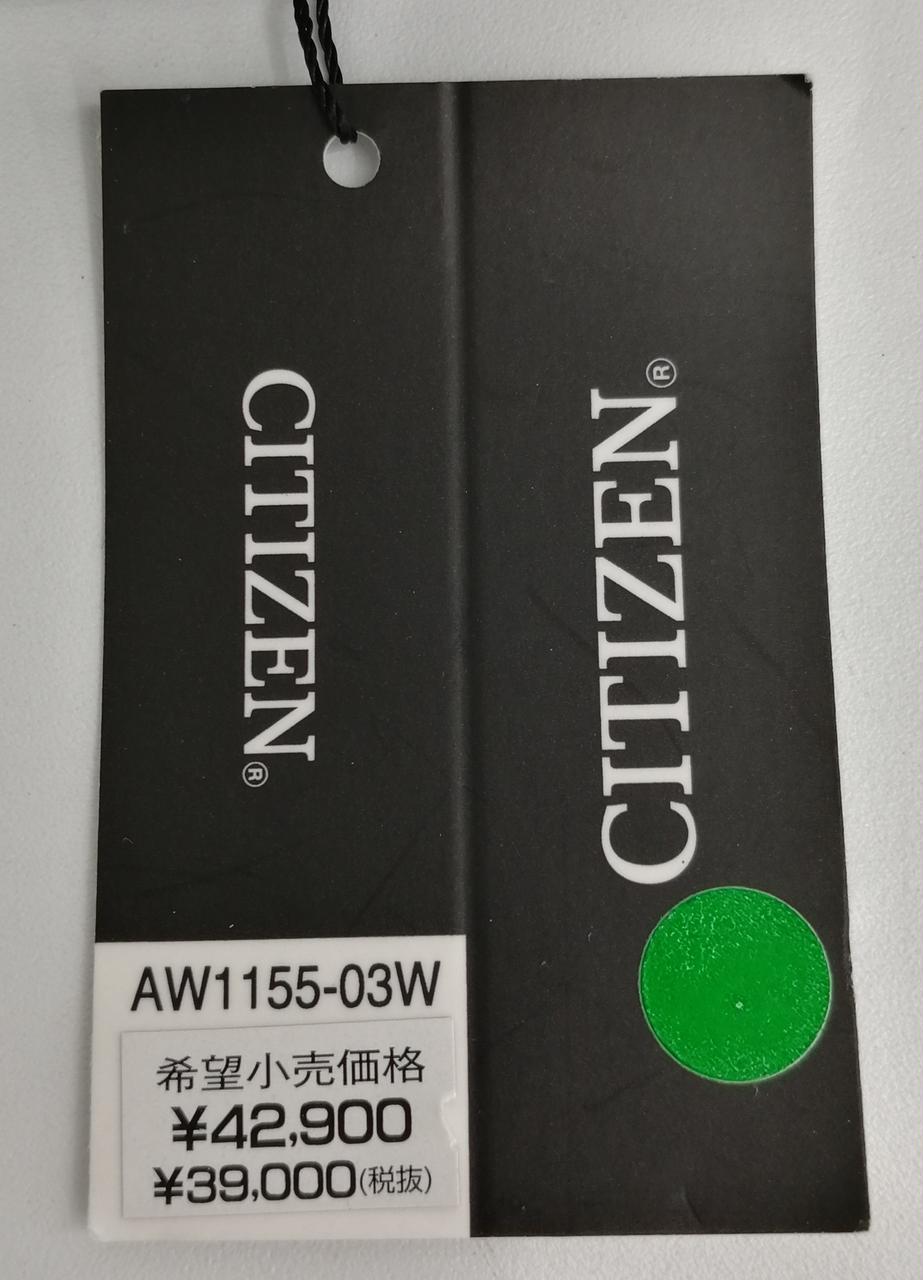 CITIZEN®
CITIZEN®
AW1155-03W
希望小売価格
¥42,900
¥39,000(税抜)